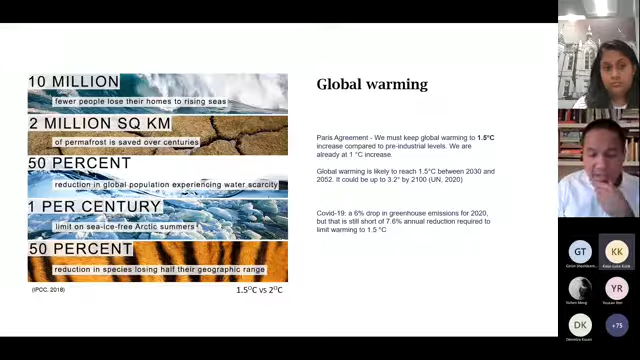 10 MILLION
fewer people lose their homes to rising seas
2 MILLION SQ KM
of permafrost is saved over centuries
50 PERCENT
reduction in global population experiencing water scarcity
1 PER CENTURY
limit on sea-ice-free Arctic summers
50 PERCENT
reduction in species losing half their geographic range
(IPCC, 2018)
1.5°C vs 2°C
Global warming
Paris Agreement - We must keep global warming to 1.5°C
increase compared to pre-industrial levels. We are
already at 1 °C increase.
Global warming is likely to reach 1.5°C between 2030 and
2052. It could be up to 3.2° by 2100 (UN, 2020)
Covid-19: a 6% drop in greenhouse emissions for 2020,
but that is still short of 7.6% annual reduction required to
limit warming to 1.5 °C
GT
KK
YR
DK
+75